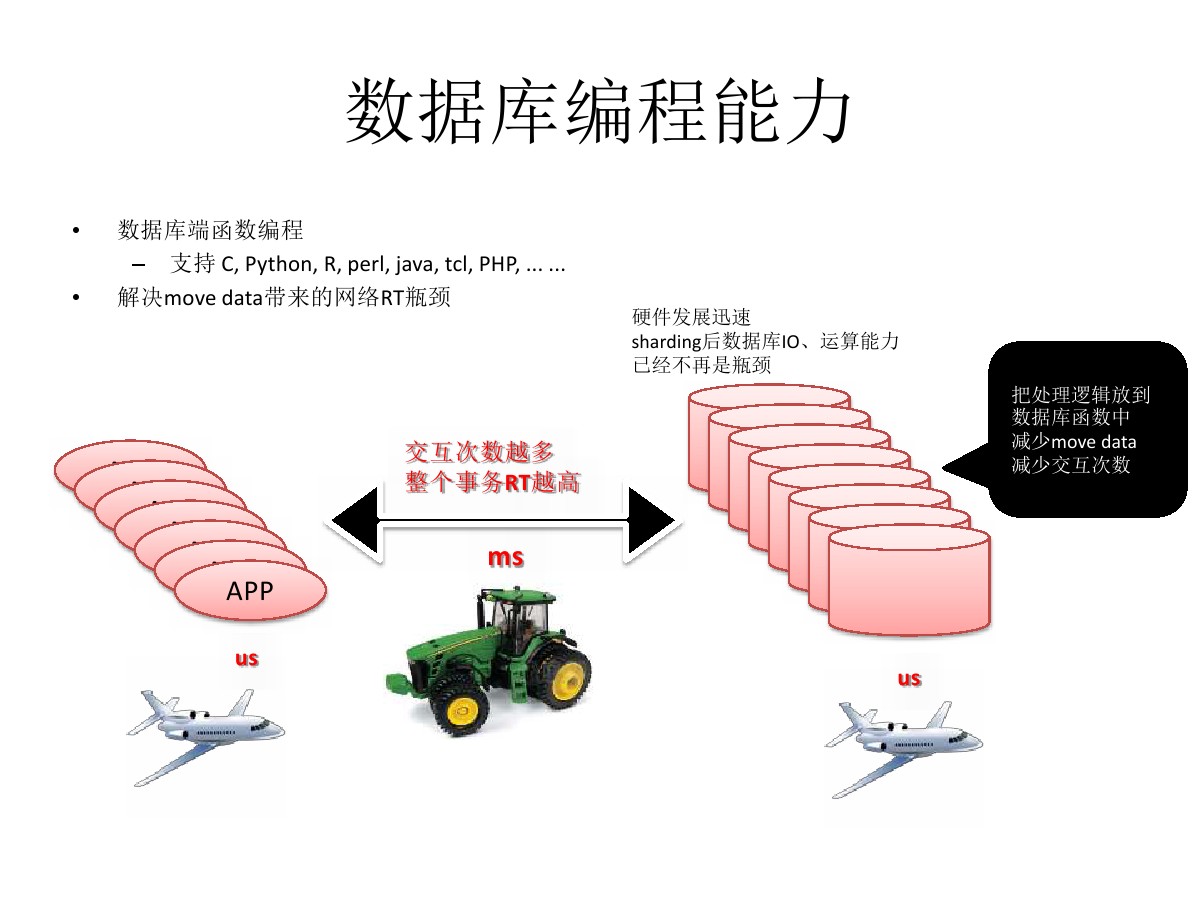 数据库编程能力
• 数据库端函数编程
– 支持 C, Python, R, perl, java, tcl, PHP, ... ...
• 解决move data带来的网络RT瓶颈
硬件发展迅速
sharding后数据库IO、运算能力
已经不再是瓶颈
把处理逻辑放到
数据库函数中
减少move data
减少交互次数
交互次数越多
整个事务RT越高
ms
APP
us
us